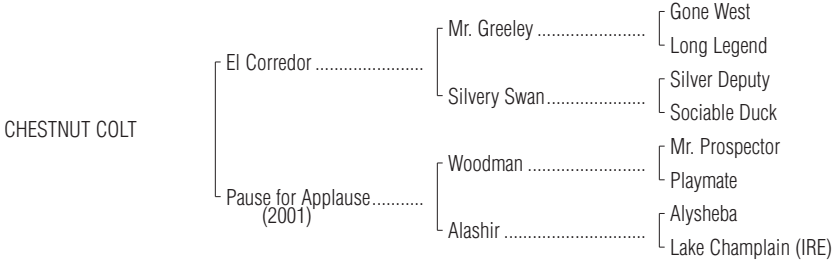 Gone West
Mr. Greeley .......................
Long Legend
El Corredor .......................
Silver Deputy
Silvery Swan.....................
Sociable Duck
CHESTNUT COLT
Mr. Prospector
Woodman .........................
Playmate
Pause for Applause...........
(2001)
Alysheba
Alashir ..............................
Lake Champlain (IRE)